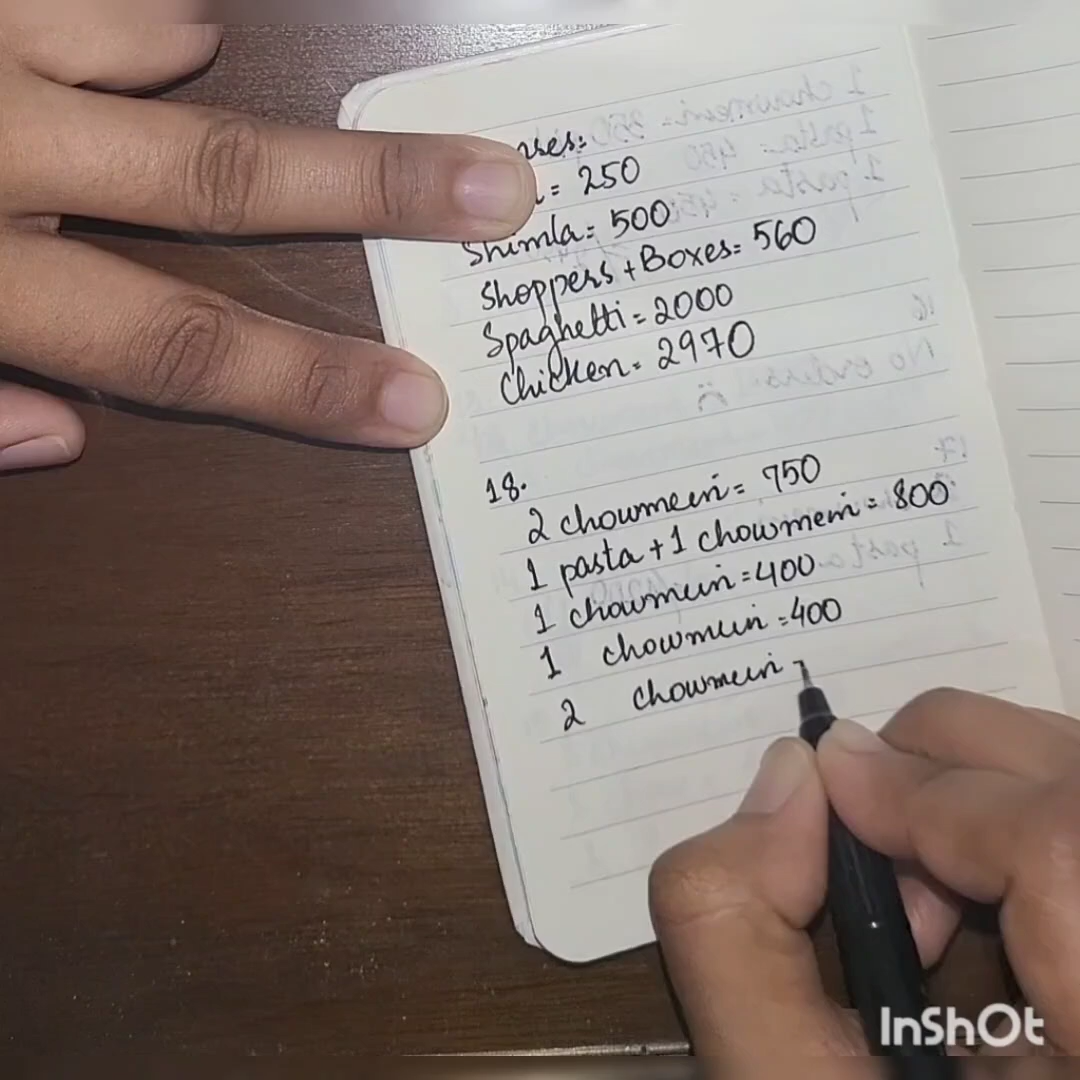 = 250
Shimla = 500
Shoppers + Boxes = 560
Spaghetti = 2000
Chicken = 2970
18.
2 chowmein = 750
1 pasta + 1 chowmein = 800
1 chowmein = 400
1 chowmein = 400
2 chowmein =
InShOt